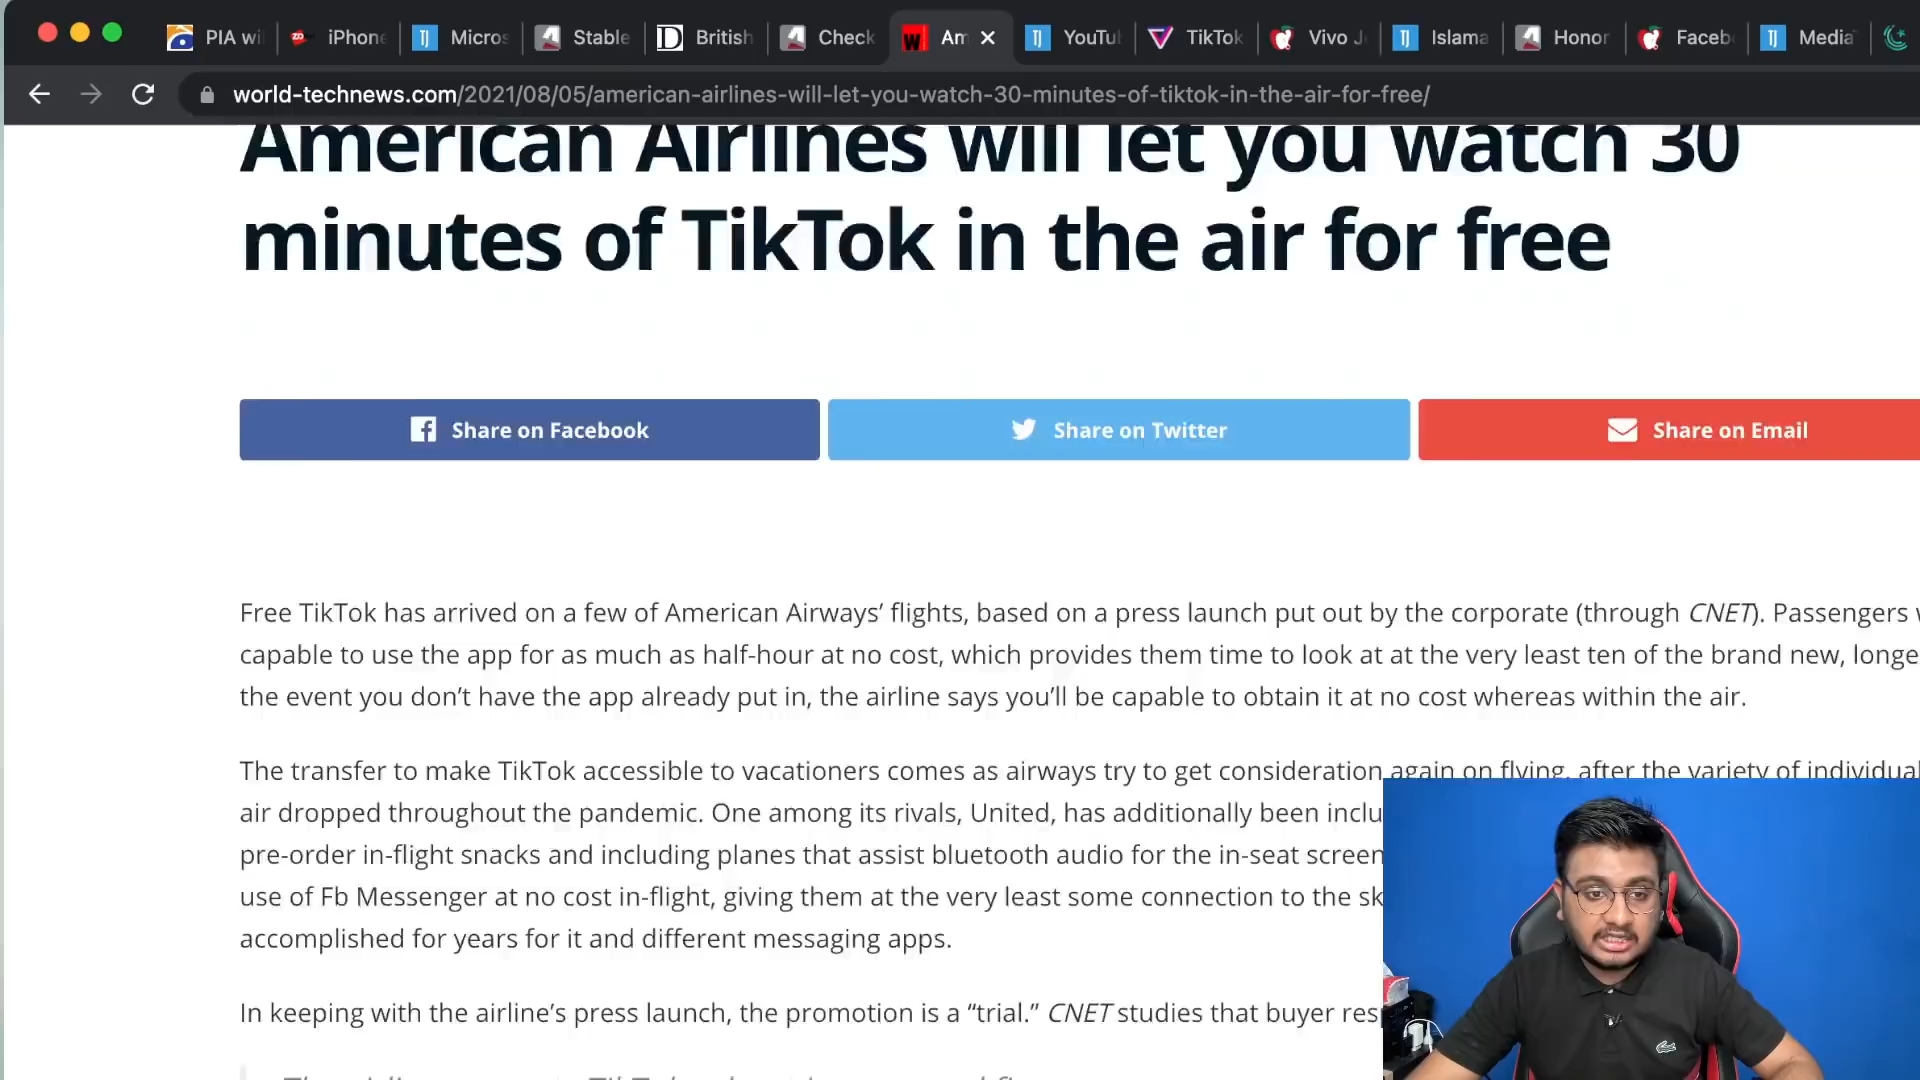 PIA wi iPhone Micros Stable British Check Am YouTu TikTok Vivo J Islama Honor Faceb Media
world-technews.com/2021/08/05/american-airlines-will-let-you-watch-30-minutes-of-tiktok-in-the-air-for-free/
American Airlines will let you watch 30
minutes of TikTok in the air for free
Share on Facebook Share on Twitter Share on Email
Free TikTok has arrived on a few of American Airways’ flights, based on a press launch put out by the corporate (through CNET). Passengers
capable to use the app for as much as half-hour at no cost, which provides them time to look at at the very least ten of the brand new, longe
the event you don’t have the app already put in, the airline says you’ll be capable to obtain it at no cost whereas within the air.
The transfer to make TikTok accessible to vacationers comes as airways try to get consideration again on flying, after the variety of individual
air dropped throughout the pandemic. One among its rivals, United, has additionally been inclu
pre-order in-flight snacks and including planes that assist bluetooth audio for the in-seat screen
use of Fb Messenger at no cost in-flight, giving them at the very least some connection to the sk
accomplished for years for it and different messaging apps.
In keeping with the airline’s press launch, the promotion is a “trial.” CNET studies that buyer res